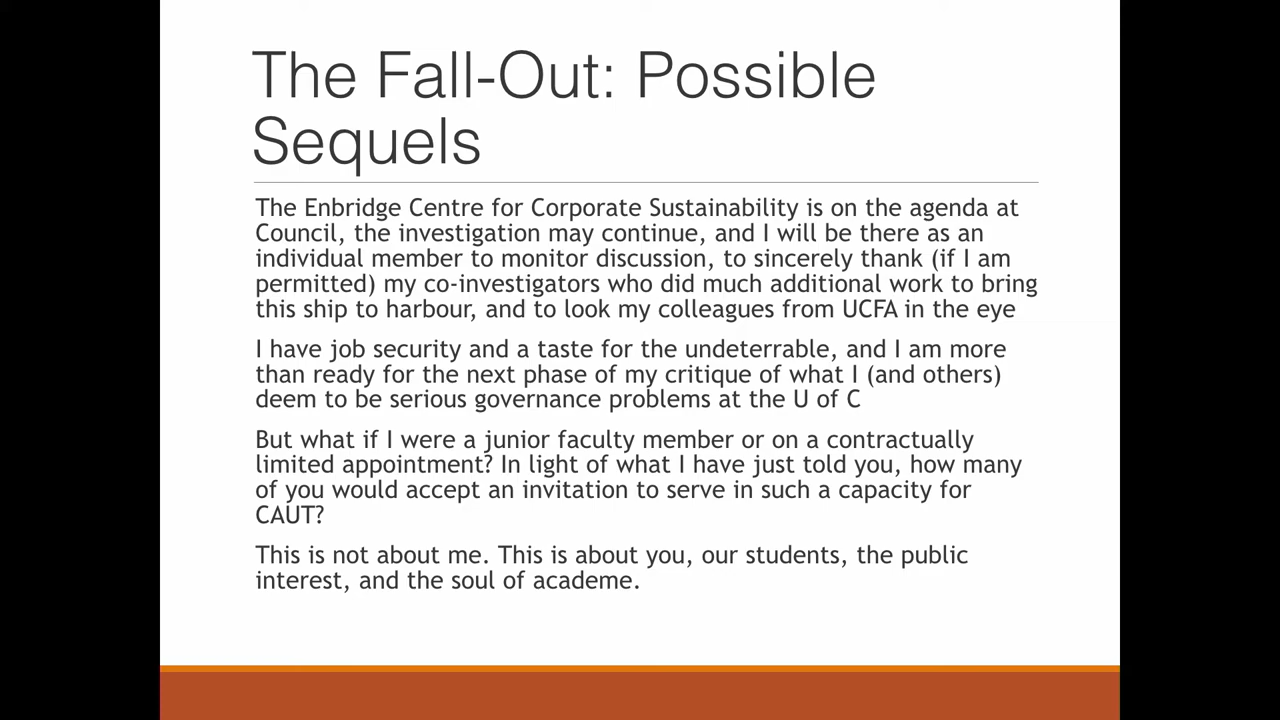 The Fall-Out: Possible
Sequels
The Enbridge Centre for Corporate Sustainability is on the agenda at
Council, the investigation may continue, and I will be there as an
individual member to monitor discussion, to sincerely thank (if I am
permitted) my co-investigators who did much additional work to bring
this ship to harbour, and to look my colleagues from UCFA in the eye
I have job security and a taste for the undeterrable, and I am more
than ready for the next phase of my critique of what I (and others)
deem to be serious governance problems at the U of C
But what if I were a junior faculty member or on a contractually
limited appointment? In light of what I have just told you, how many
of you would accept an invitation to serve in such a capacity for
CAUT?
This is not about me. This is about you, our students, the public
interest, and the soul of academe.